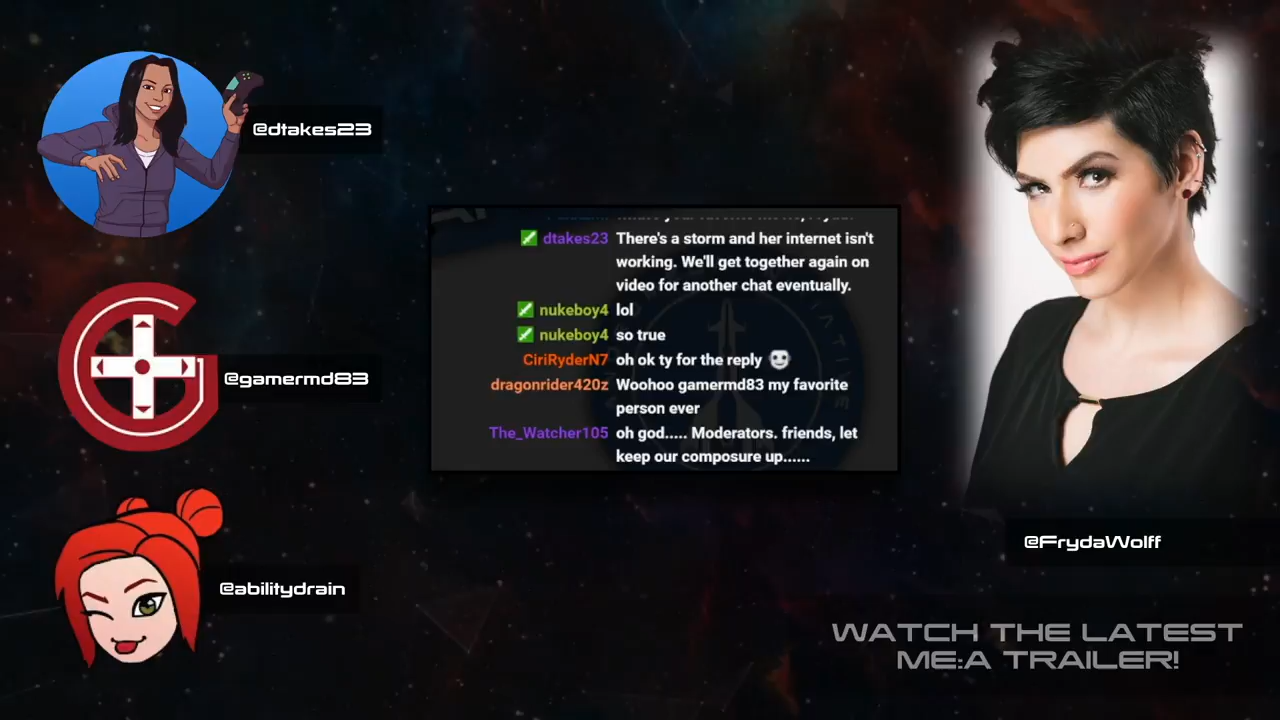 @dtakes23
@gamermd83
@abilitydrain
dtakes23 There's a storm and her internet isn't
working. We'll get together again on
video for another chat eventually.
nukeboy4 lol
nukeboy4 so true
CiriRyderN7 oh ok ty for the reply
dragonrider420z Woohoo gamermd83 my favorite
person ever
The_Watcher105 oh god..... Moderators. friends, let
keep our composure up......
@FrydaWolff
WATCH THE LATEST
ME:A TRAILER!